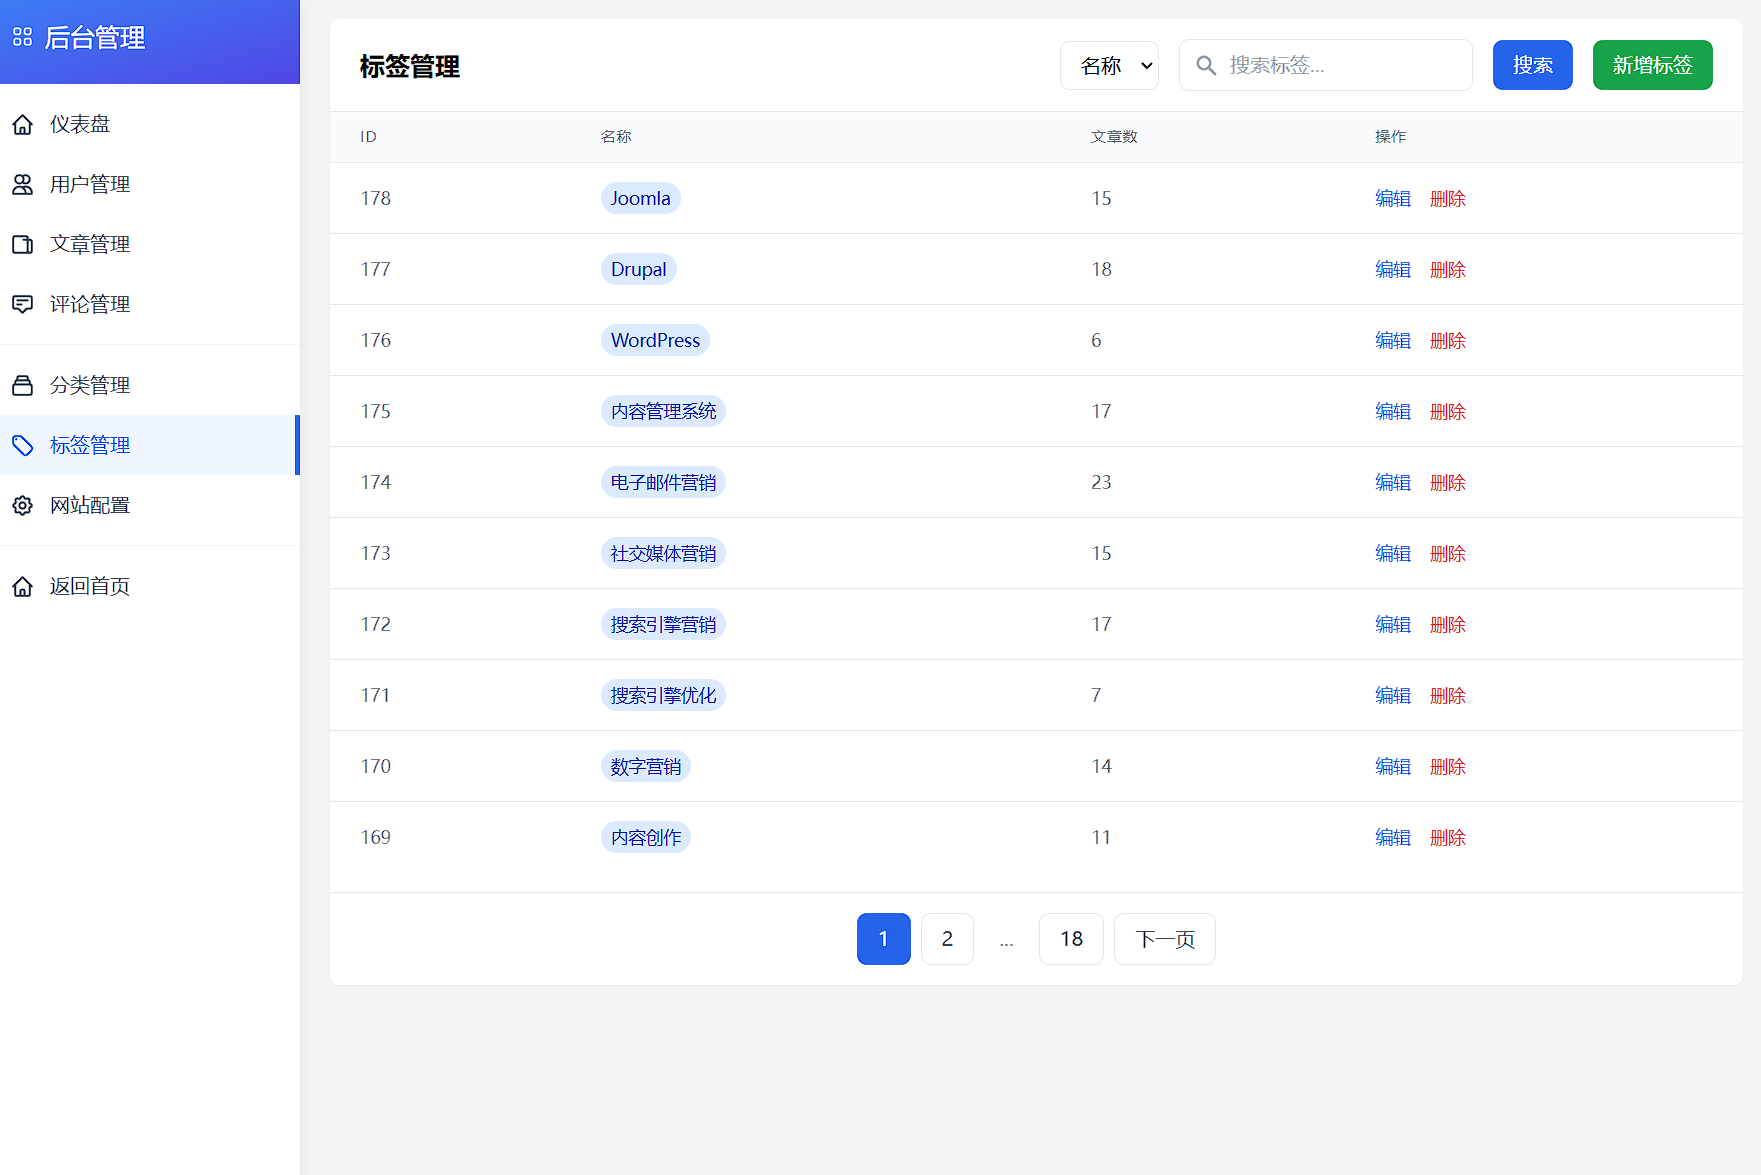 后台管理
仪表盘
用户管理
文章管理
评论管理
分类管理
标签管理
网站配置
返回首页
标签管理 名称 搜索标签... 搜索 新增标签
ID 名称 文章数 操作
178 Joomla 15 编辑 删除
177 Drupal 18 编辑 删除
176 WordPress 6 编辑 删除
175 内容管理系统 17 编辑 删除
174 电子邮件营销 23 编辑 删除
173 社交媒体营销 15 编辑 删除
172 搜索引擎营销 17 编辑 删除
171 搜索引擎优化 7 编辑 删除
170 数字营销 14 编辑 删除
169 内容创作 11 编辑 删除
1 2 ... 18 下一页